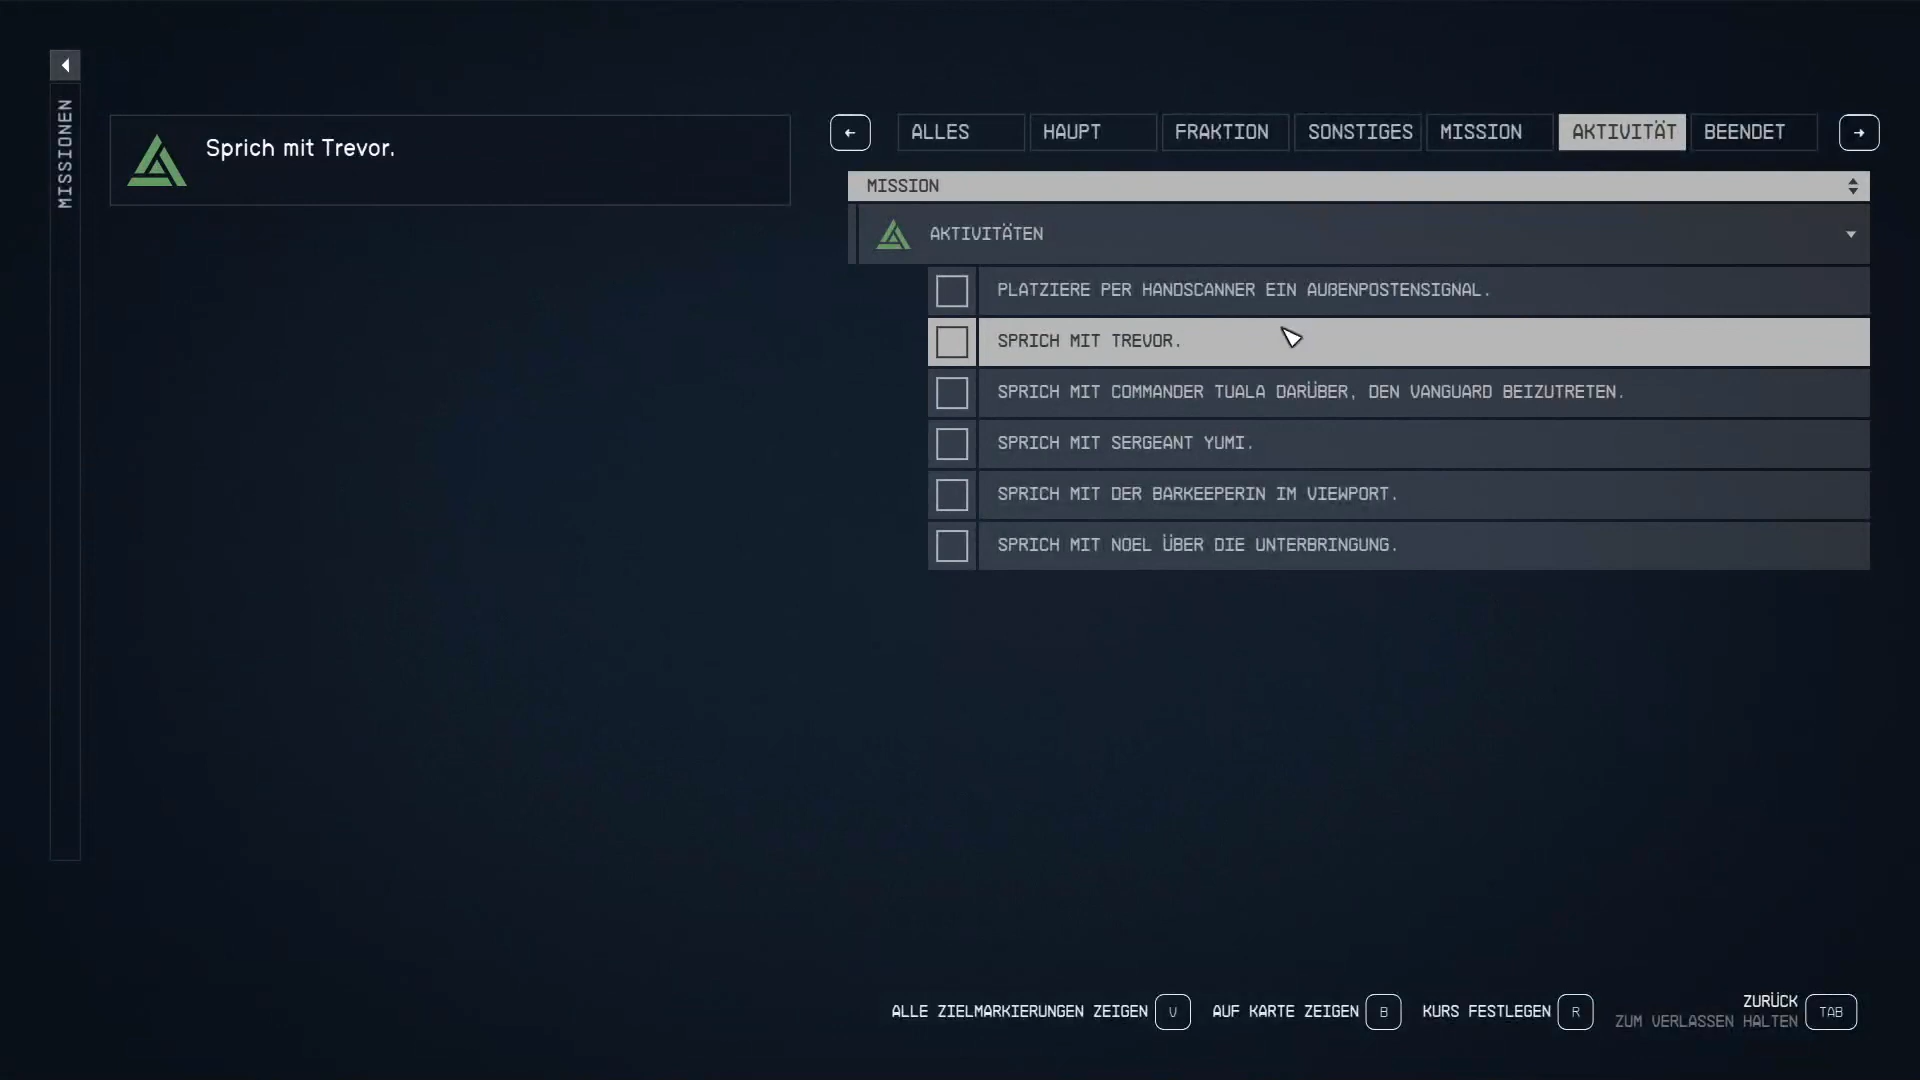 MISSIONEN
Sprich mit Trevor.
ALLES
HAUPT
FRAKTION
SONSTIGES
MISSION
AKTIVITÄT
BEENDET
MISSION
AKTIVITÄTEN
PLATZIERE PER HANDSCANNER EIN AUßENPOSTENSIGNAL.
SPRICH MIT TREVOR.
SPRICH MIT COMMANDER TUALA DARÜBER, DEN VANGUARD BEIZUTRETEN.
SPRICH MIT SERGEANT YUMI.
SPRICH MIT DER BARKEEPERIN IM VIEWPORT.
SPRICH MIT NOEL ÜBER DIE UNTERBRINGUNG.
ALLE ZIELMARKIERUNGEN ZEIGEN V
AUF KARTE ZEIGEN B
KURS FESTLEGEN R
ZURÜCK
ZUM VERLASSEN HALTEN TAB